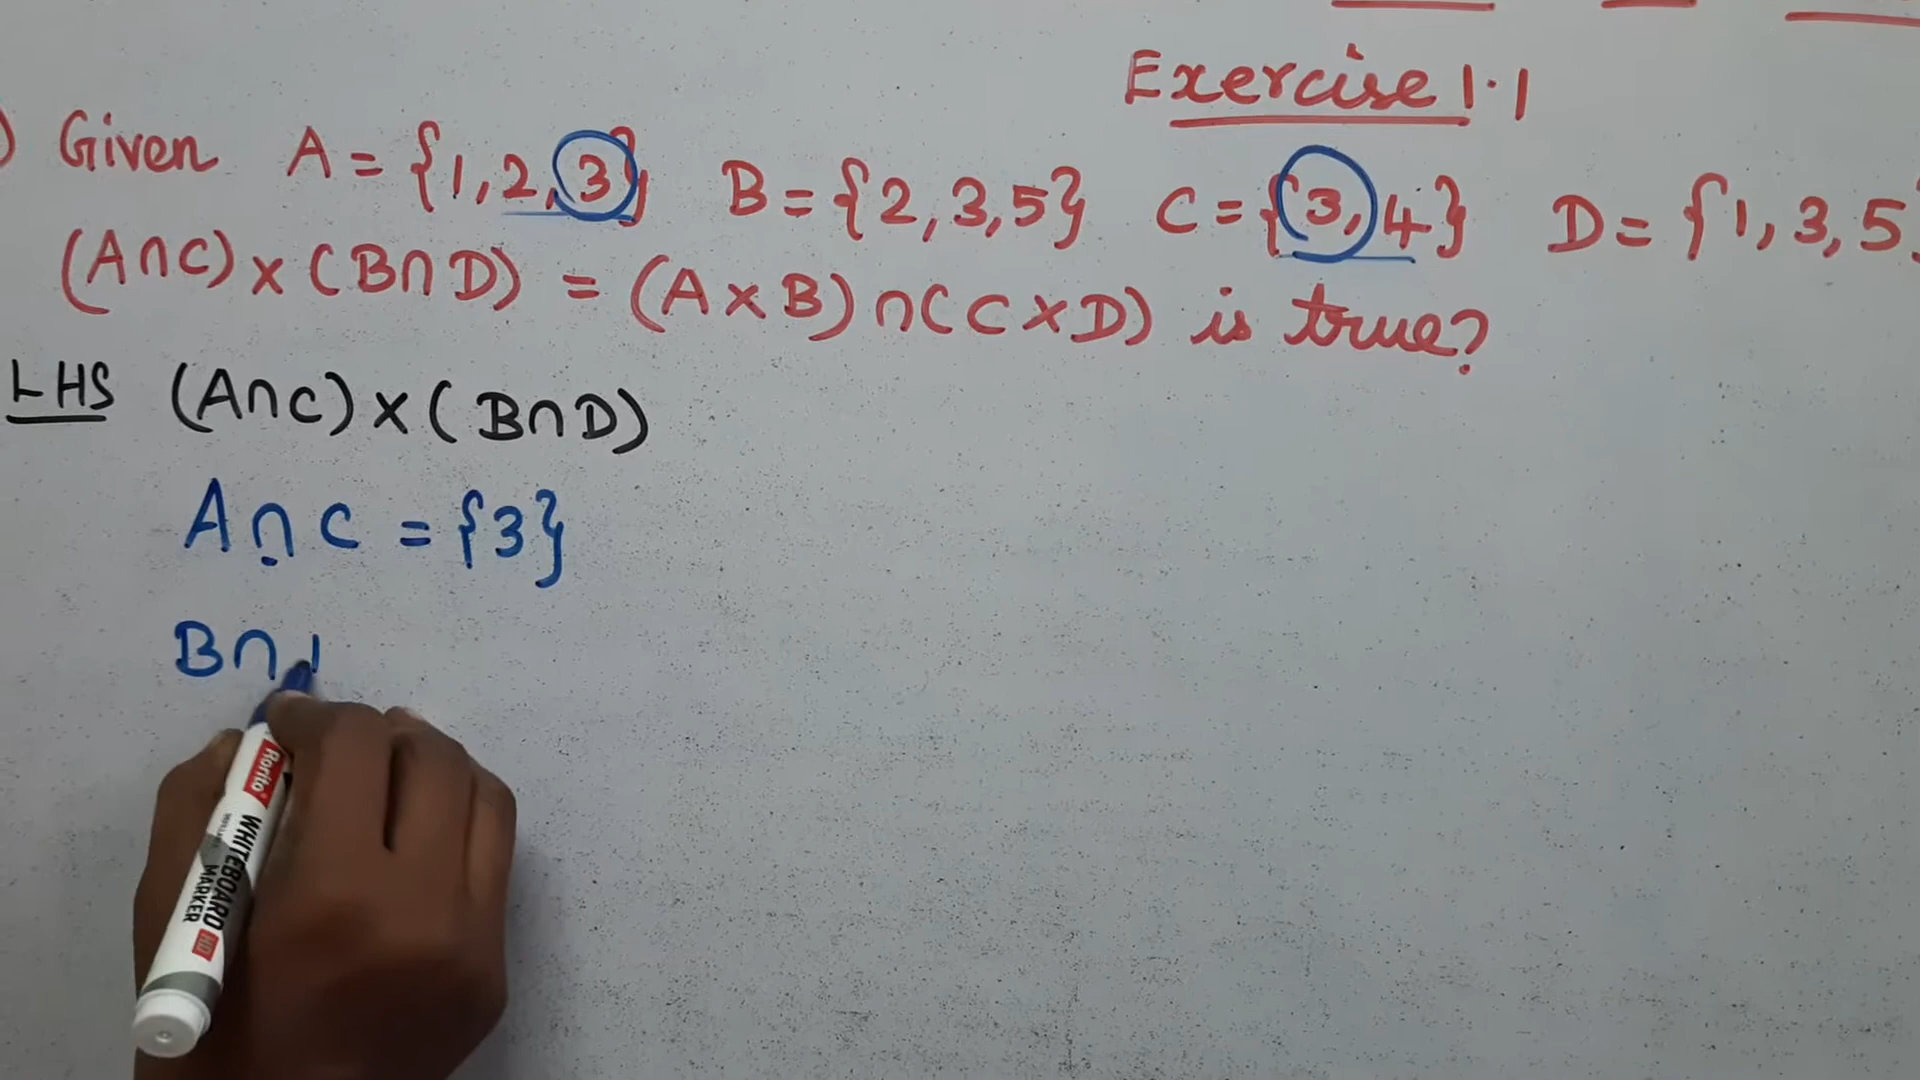 Exercise 1.1
) Given A = {1, 2, 3} B = {2, 3, 5} C = {3, 4} D = {1, 3, 5}
(A∩C) × (B∩D) = (A×B)∩(C×D) is true?
LHS (A∩C) × (B∩D)
A∩C = {3}
B∩
Rorito
WHITEBOARD
MARKER
HD